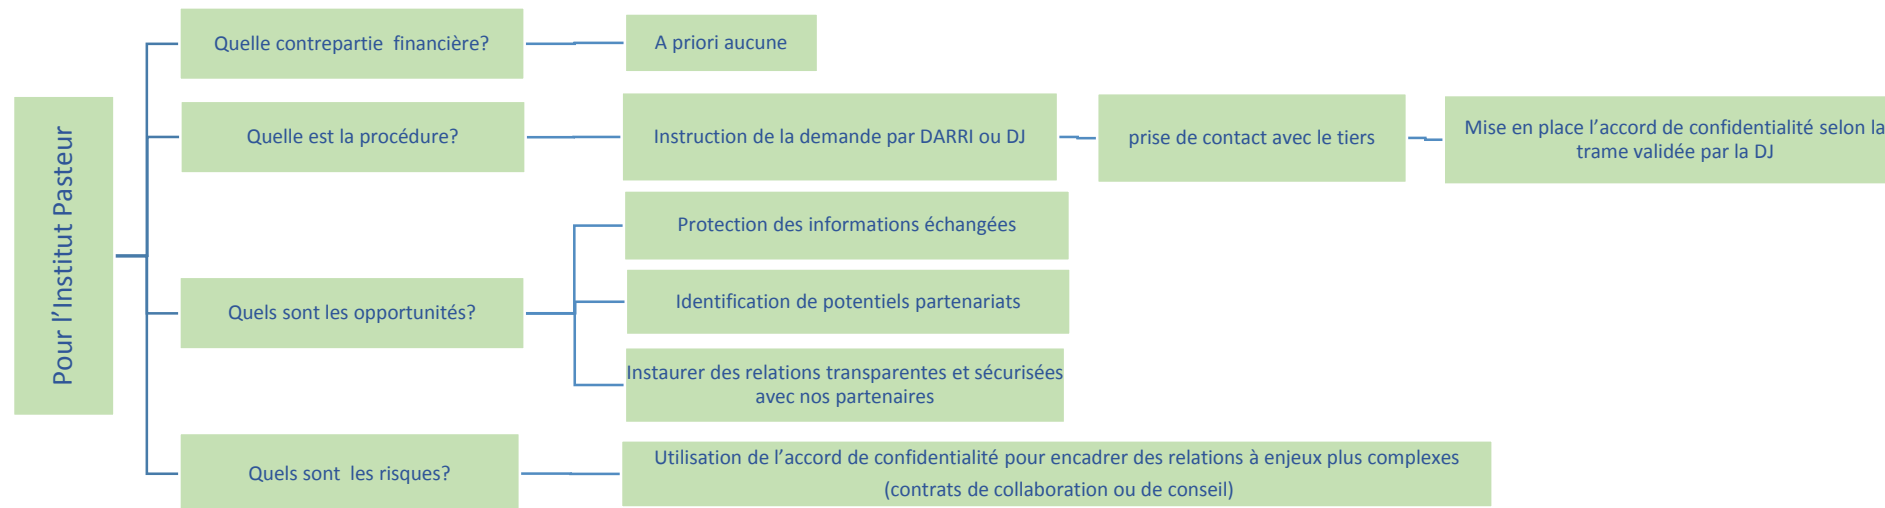 Pour l'Institut Pasteur
Quelle contrepartie financière?
A priori aucune
Quelle est la procédure?
Instruction de la demande par DARRI ou DJ
prise de contact avec le tiers
Mise en place l'accord de confidentialité selon la
trame validée par la DJ
Quels sont les opportunités?
Protection des informations échangées
Identification de potentiels partenariats
Instaurer des relations transparentes et sécurisées
avec nos partenaires
Quels sont les risques?
Utilisation de l'accord de confidentialité pour encadrer des relations à enjeux plus complexes
(contrats de collaboration ou de conseil)